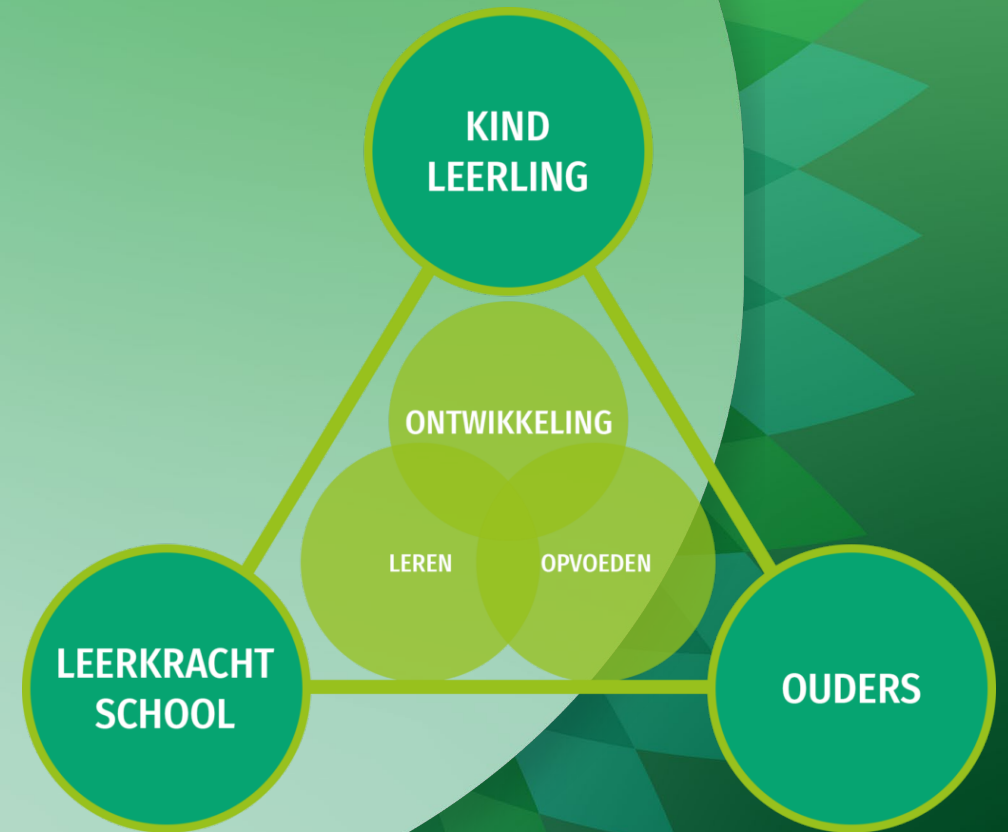 KIND
LEERLING
ONTWIKKELING
LEREN
OPVOEDEN
LEERKRACHT
SCHOOL
OUDERS